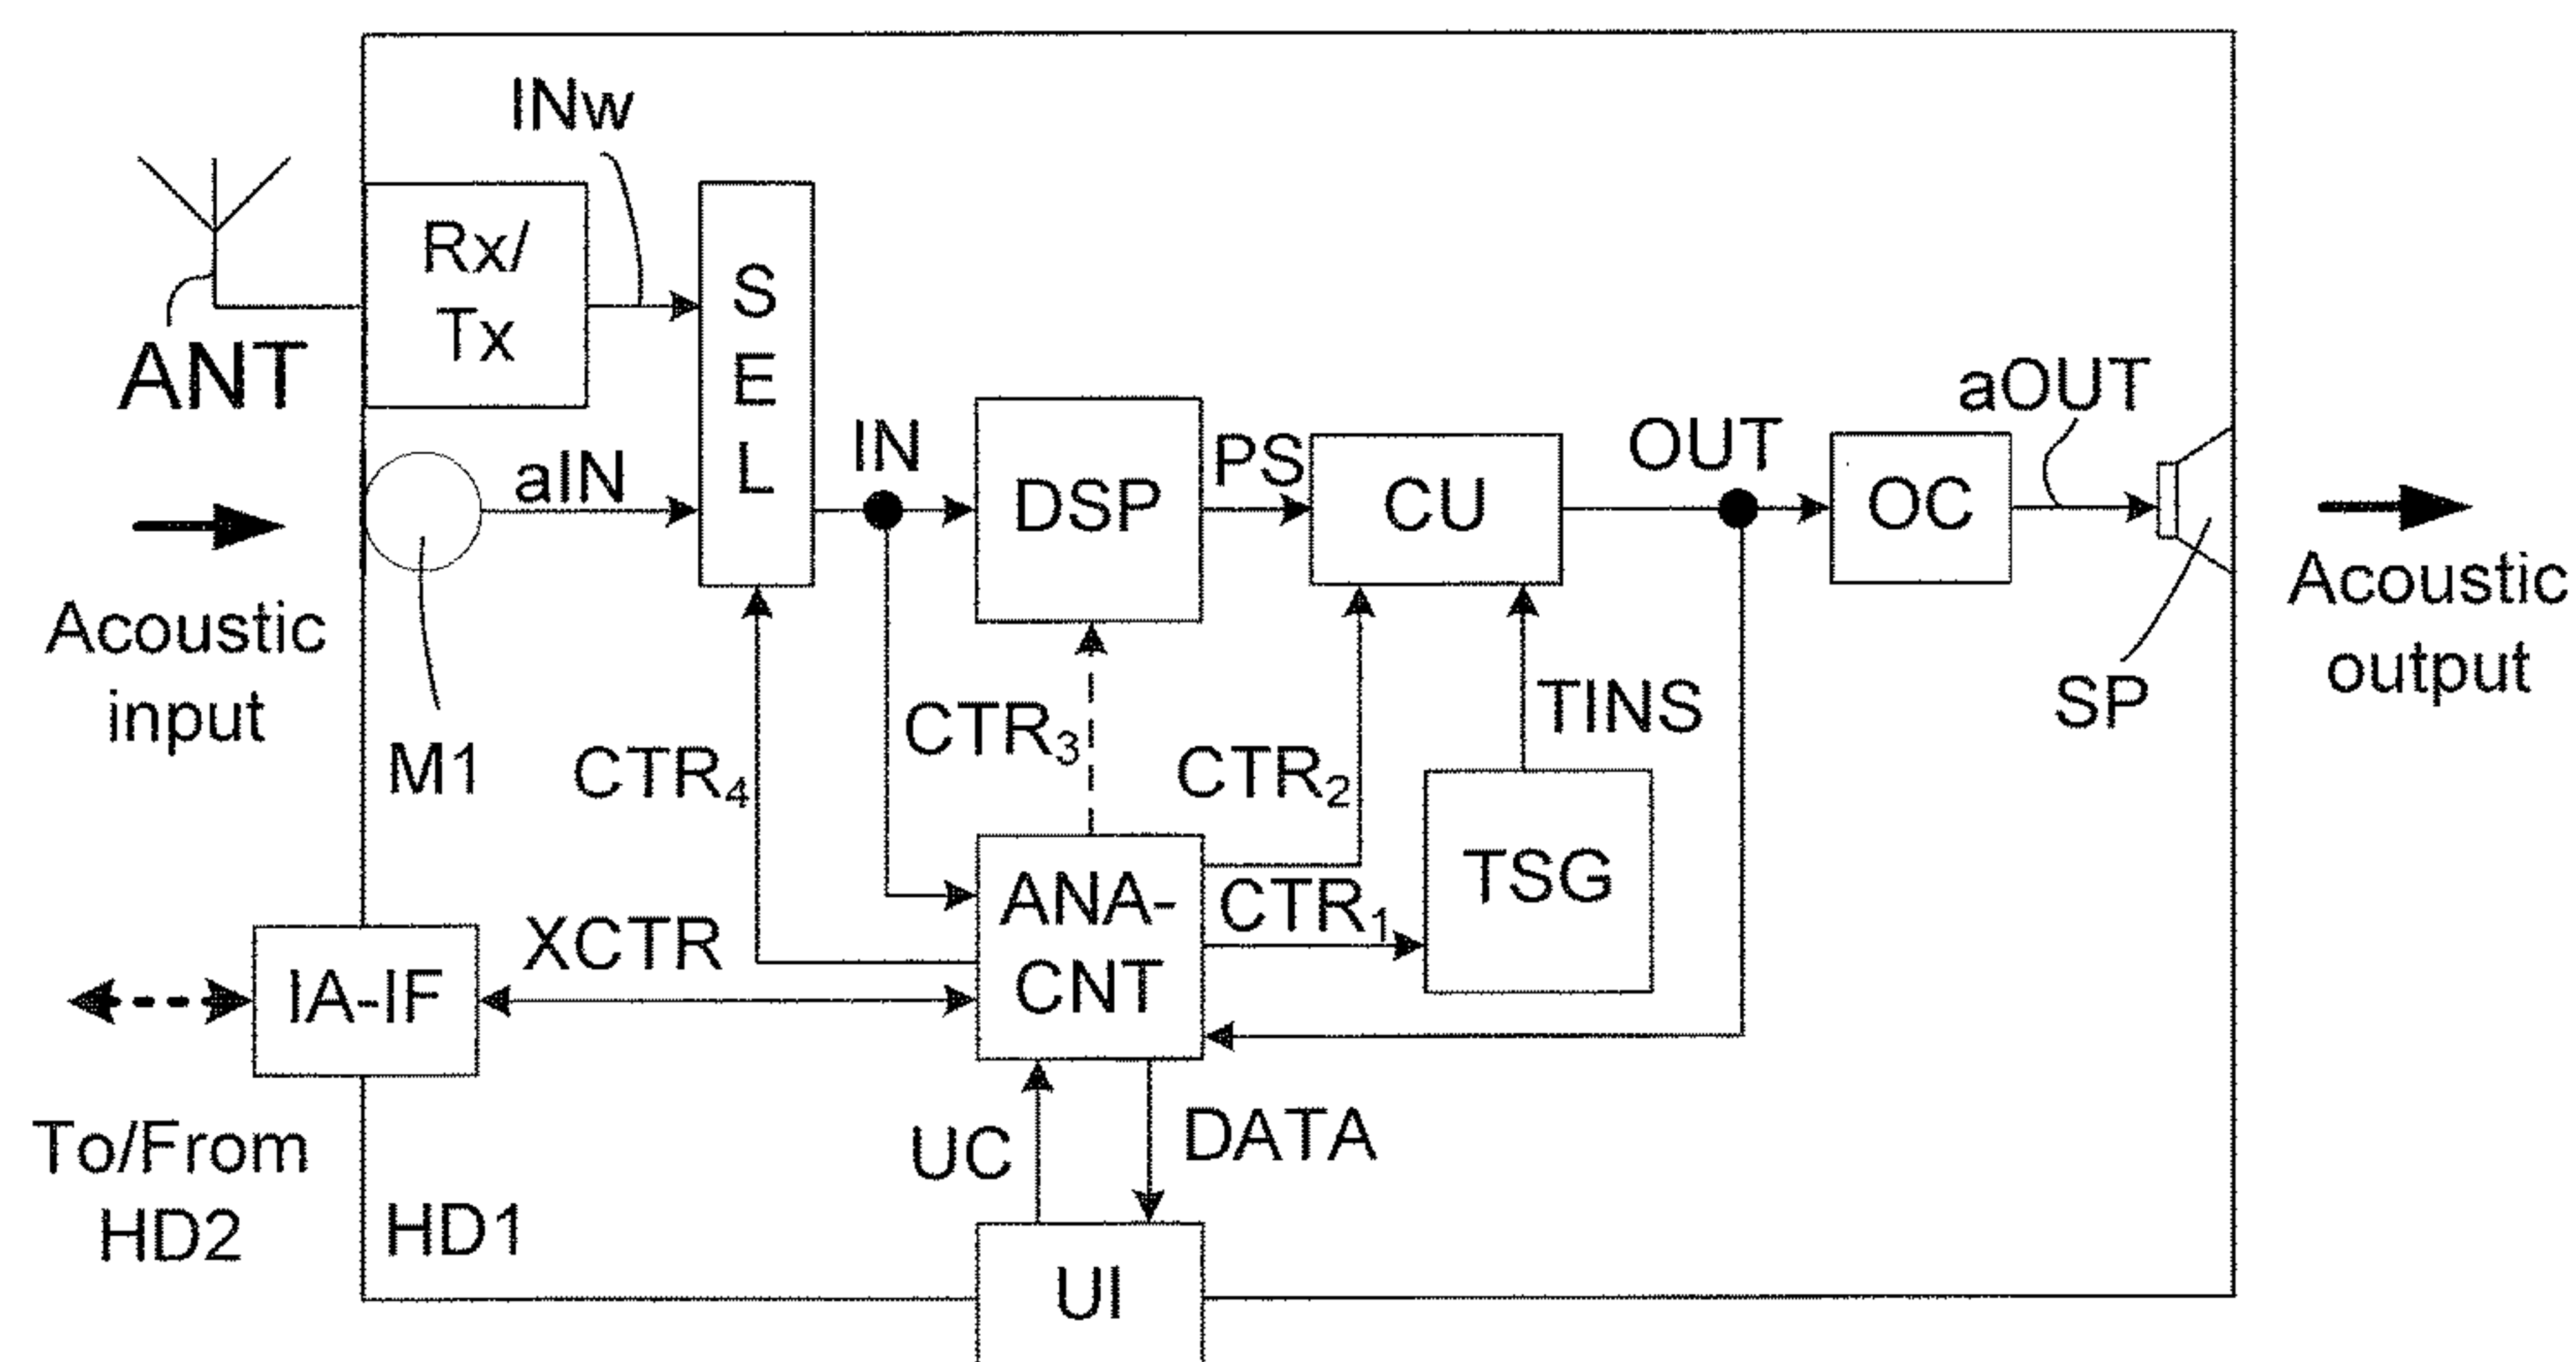 INw
Rx/
Tx
ANT
S
E
L
aIN
IN
DSP
PS
CU
OUT
OC
aOUT
Acoustic
input
M1
Acoustic
output
SP
CTR4
CTR3
CTR2
TINS
TSG
ANA-
CNT
CTR1
XCTR
IA-IF
To/From
HD2
HD1
UC
DATA
UI